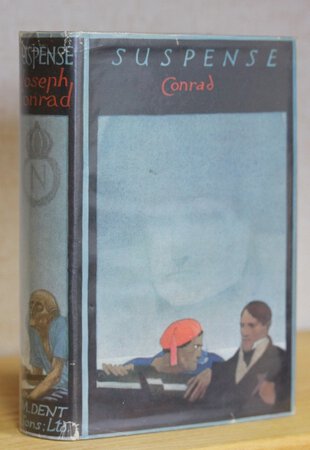 SUSPENSE
Conrad
SUSPENSE
Joseph
Conrad
N
M. DENT
Sons: Ltd.